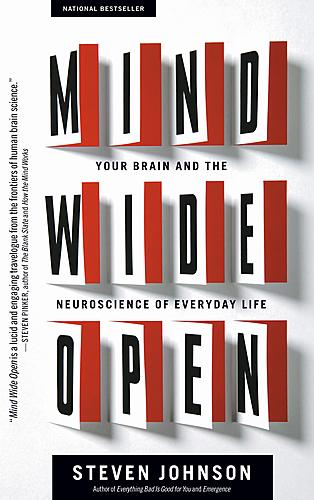 NATIONAL BESTSELLER
MIND
YOUR BRAIN AND THE
WIDE
NEUROSCIENCE OF EVERYDAY LIFE
OPEN
"Mind Wide Open is a lucid and engaging travelogue from the frontiers of human brain science."
—STEVEN PINKER, author of The Blank Slate and How the Mind Works
STEVEN JOHNSON
Author of Everything Bad Is Good for You and Emergence